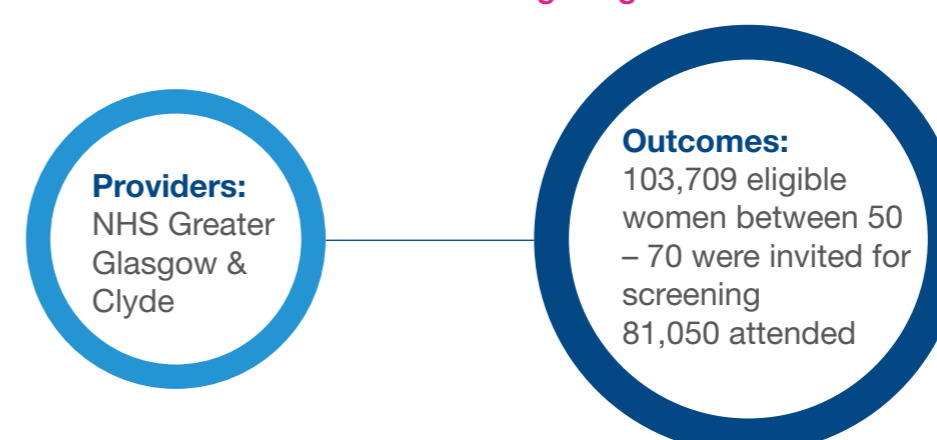 Providers:
NHS Greater
Glasgow &
Clyde
Outcomes:
103,709 eligible
women between 50
– 70 were invited for
screening
81,050 attended